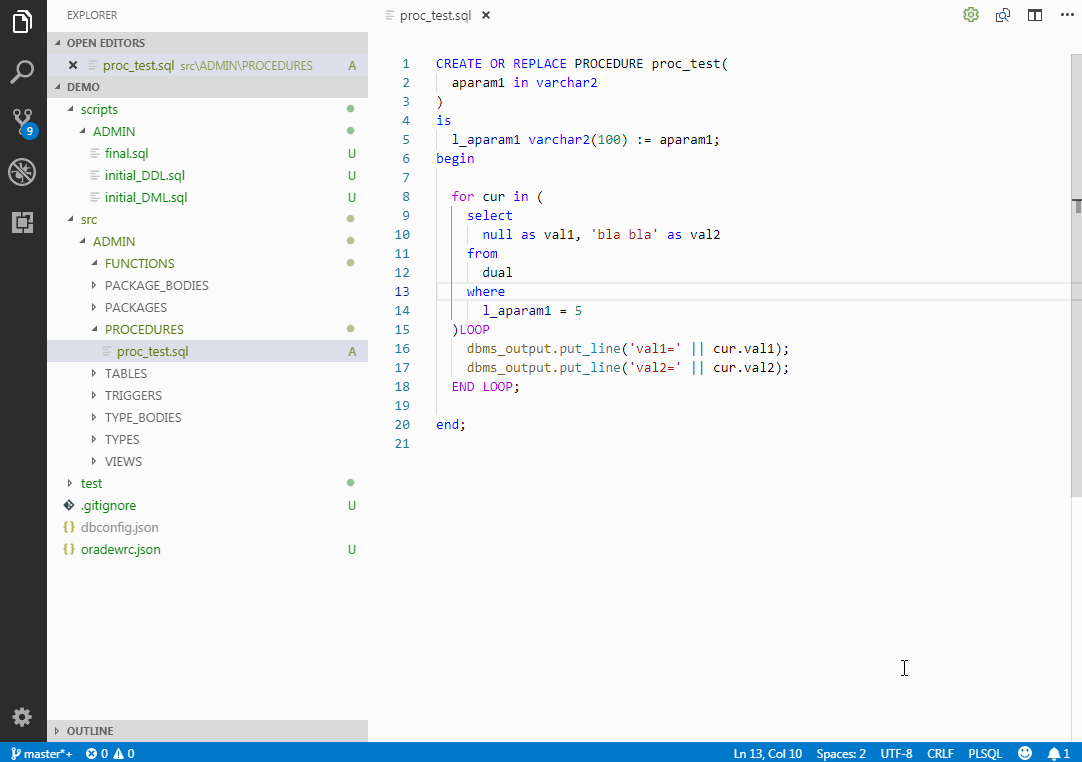 EXPLORER
OPEN EDITORS
proc_test.sql src\ADMIN\PROCEDURES A
DEMO
scripts
ADMIN
final.sql U
initial_DDL.sql U
initial_DML.sql U
src
ADMIN
FUNCTIONS
PACKAGE_BODIES
PACKAGES
PROCEDURES
proc_test.sql A
TABLES
TRIGGERS
TYPE_BODIES
TYPES
VIEWS
test
.gitignore U
{} dbconfig.json
{} oradewrc.json U
OUTLINE
9
proc_test.sql
1 CREATE OR REPLACE PROCEDURE proc_test(
2 aparam1 in varchar2
3 )
4 is
5 l_aparam1 varchar2(100) := aparam1;
6 begin
7
8 for cur in (
9 select
10 null as val1, 'bla bla' as val2
11 from
12 dual
13 where
14 l_aparam1 = 5
15 )LOOP
16 dbms_output.put_line('val1=' || cur.val1);
17 dbms_output.put_line('val2=' || cur.val2);
18 END LOOP;
19
20 end;
21
master*+ 0 0 Ln 13, Col 10 Spaces: 2 UTF-8 CRLF PLSQL 1